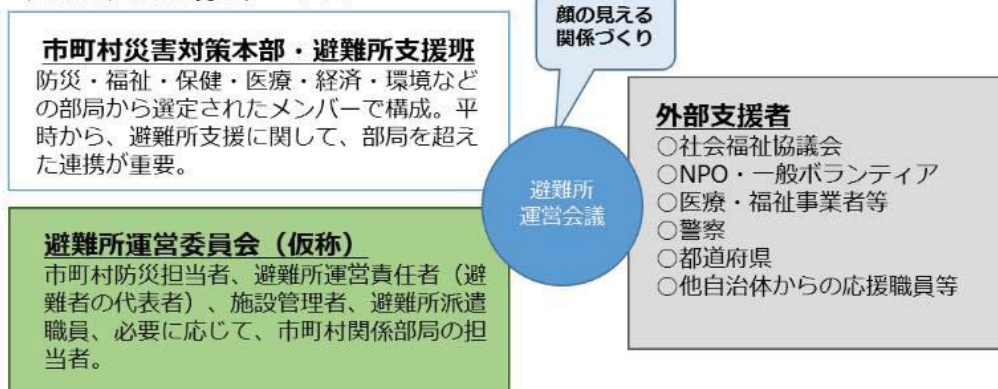 顔の見える
関係づくり
市町村災害対策本部・避難所支援班
防災・福祉・保健・医療・経済・環境など
の部局から選定されたメンバーで構成。平
時から、避難所支援に関して、部局を超え
た連携が重要。
避難所
運営会議
避難所運営委員会（仮称）
市町村防災担当者、避難所運営責任者（避
難者の代表者）、施設管理者、避難所派遣
職員、必要に応じて、市町村関係部局の担
当者。
外部支援者
○社会福祉協議会
○NPO・一般ボランティア
○医療・福祉事業者等
○警察
○都道府県
○他自治体からの応援職員等